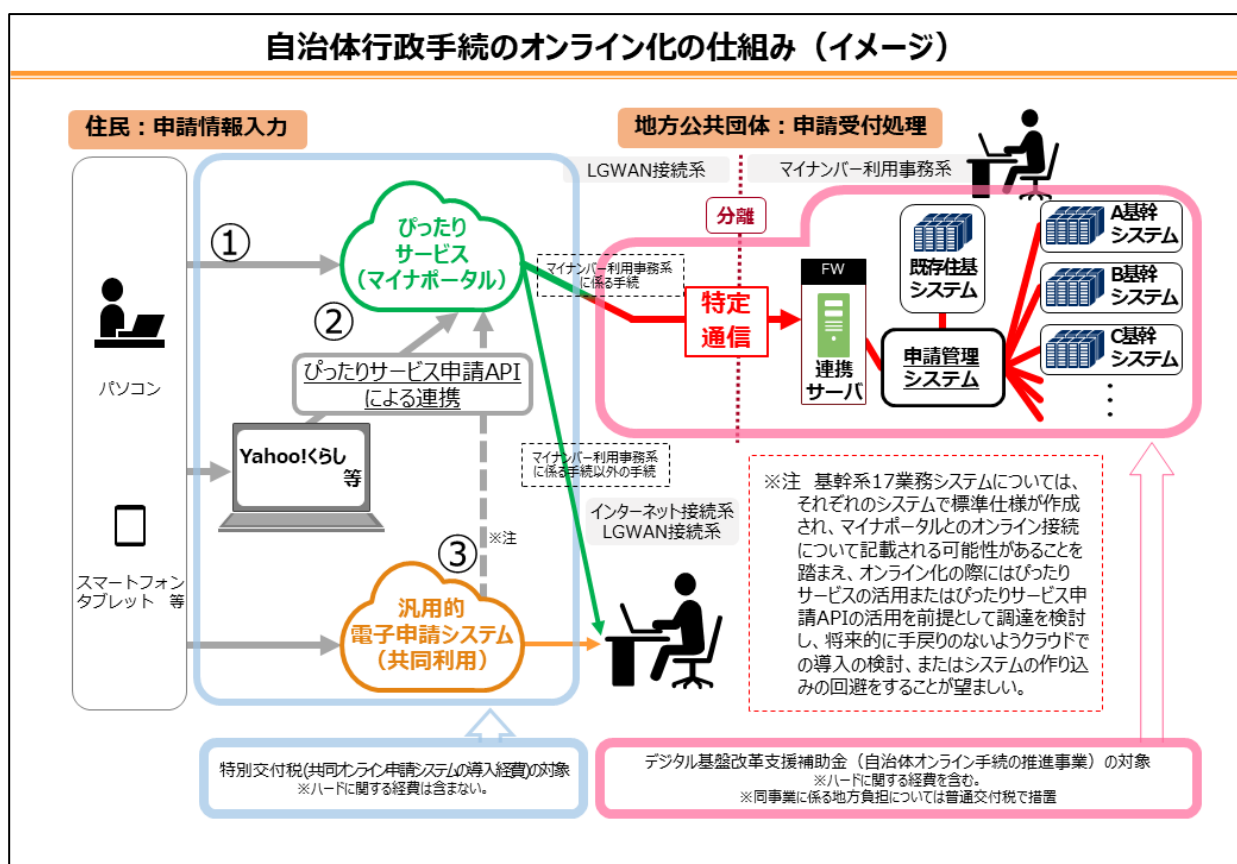 自治体行政手続のオンライン化の仕組み（イメージ）
住民：申請情報入力
地方公共団体：申請受付処理
LGWAN接続系
マイナンバー利用事務系
分離
パソコン
スマートフォン
タブレット 等
①
ぴったり
サービス
（マイナポータル）
②
ぴったりサービス申請API
による連携
Yahoo!くらし
等
③
※注
汎用的
電子申請システム
（共同利用）
マイナンバー利用事務系
に係る手続
マイナンバー利用事務系
に係る手続以外の手続
インターネット接続系
LGWAN接続系
特定
通信
FW
連携
サーバ
既存住基
システム
申請管理
システム
A基幹
システム
B基幹
システム
C基幹
システム
・・・
※注 基幹系17業務システムについては、
それぞれのシステムで標準仕様が作成
され、マイナポータルとのオンライン接続
について記載される可能性があることを
踏まえ、オンライン化の際にはぴったり
サービスの活用またはぴったりサービス申
請APIの活用を前提として調達を検討
し、将来的に手戻りのないようクラウドで
の導入の検討、またはシステムの作り込
みの回避をすることが望ましい。
特別交付税(共同オンライン申請システムの導入経費)の対象
※ハードに関する経費は含まない。
デジタル基盤改革支援補助金（自治体オンライン手続の推進事業）の対象
※ハードに関する経費を含む。
※同事業に係る地方負担については普通交付税で措置